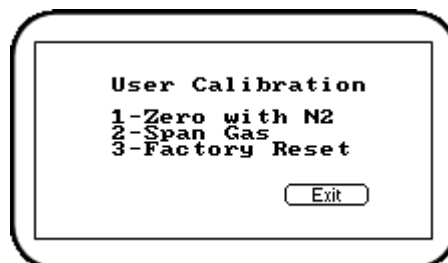 User Calibration
1-Zero with N2
2-Span Gas
3-Factory Reset
Exit